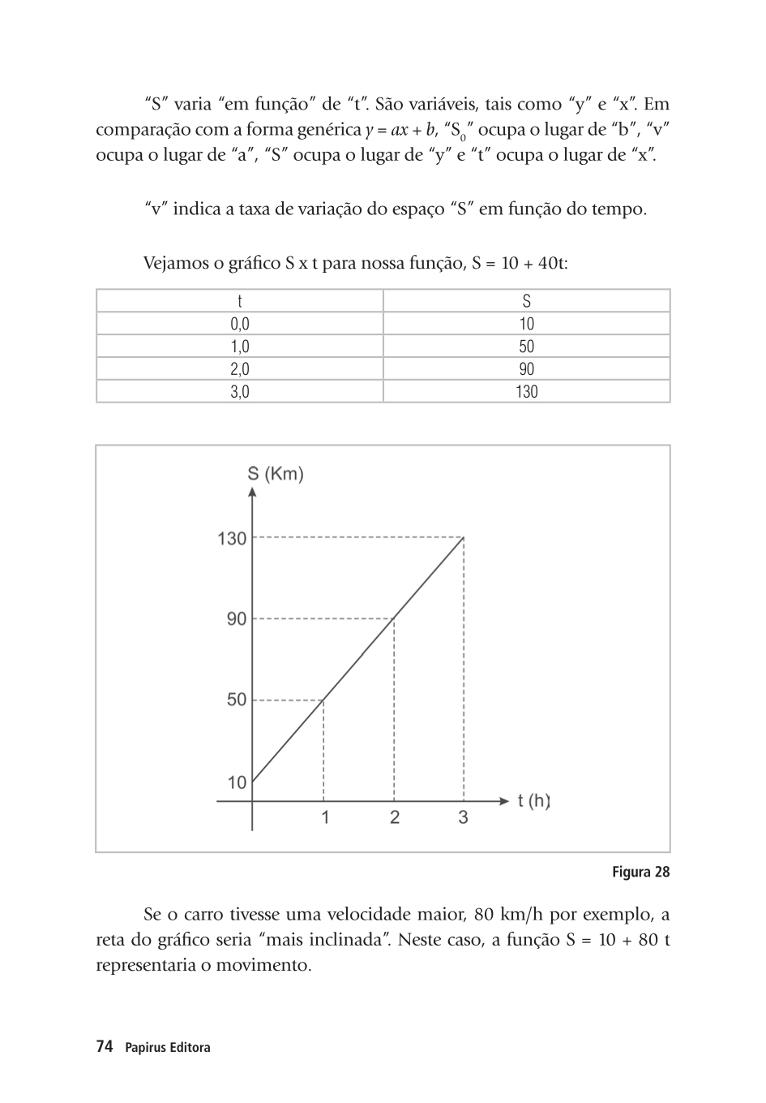 “S” varia “em função” de “t”. São variáveis, tais como “y” e “x”. Em
comparação com a forma genérica y = ax + b, “S₀” ocupa o lugar de “b”, “v”
ocupa o lugar de “a”, “S” ocupa o lugar de “y” e “t” ocupa o lugar de “x”.
“v” indica a taxa de variação do espaço “S” em função do tempo.
Vejamos o gráfico S x t para nossa função, S = 10 + 40t:
t S
0,0 10
1,0 50
2,0 90
3,0 130
S (Km)
130
90
50
10
t (h)
1 2 3
Figura 28
Se o carro tivesse uma velocidade maior, 80 km/h por exemplo, a
reta do gráfico seria “mais inclinada”. Neste caso, a função S = 10 + 80 t
representaria o movimento.
74 Papirus Editora